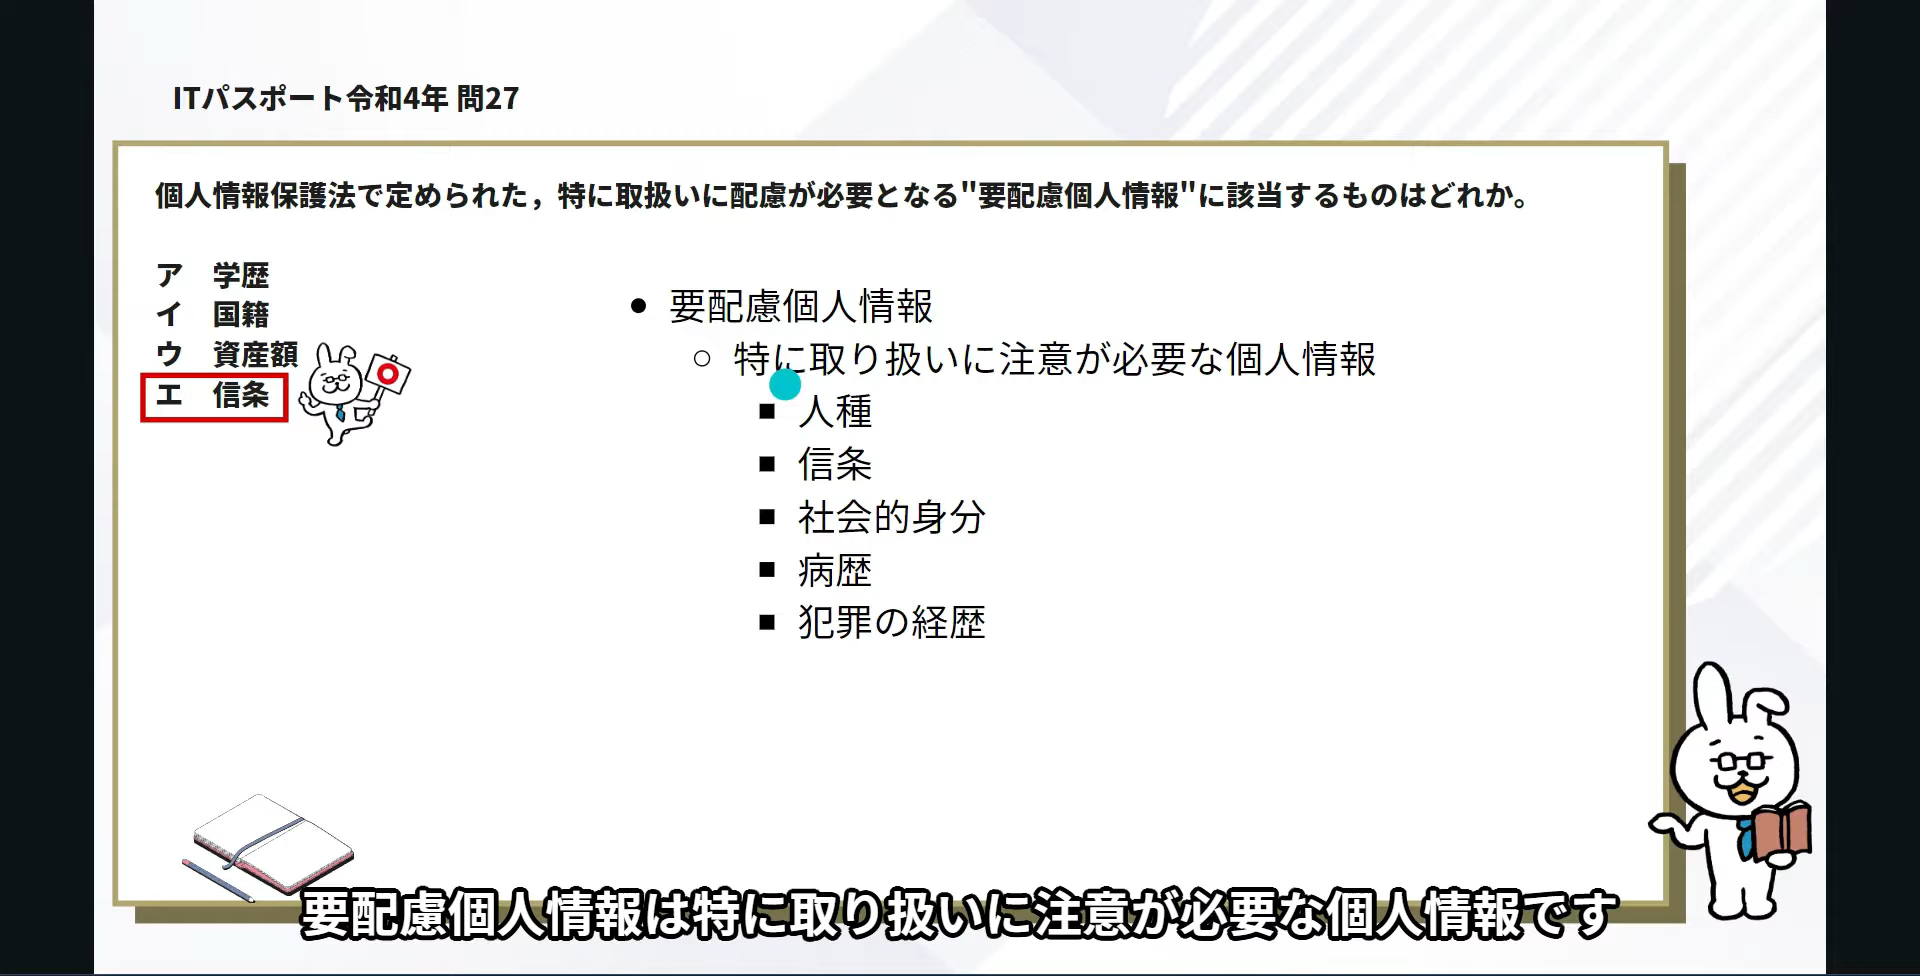 ITパスポート令和4年 問27
個人情報保護法で定められた，特に取扱いに配慮が必要となる"要配慮個人情報"に該当するものはどれか。
ア　学歴
イ　国籍
ウ　資産額
エ　信条
● 要配慮個人情報
○ 特に取り扱いに注意が必要な個人情報
■ 人種
■ 信条
■ 社会的身分
■ 病歴
■ 犯罪の経歴
要配慮個人情報は特に取り扱いに注意が必要な個人情報です